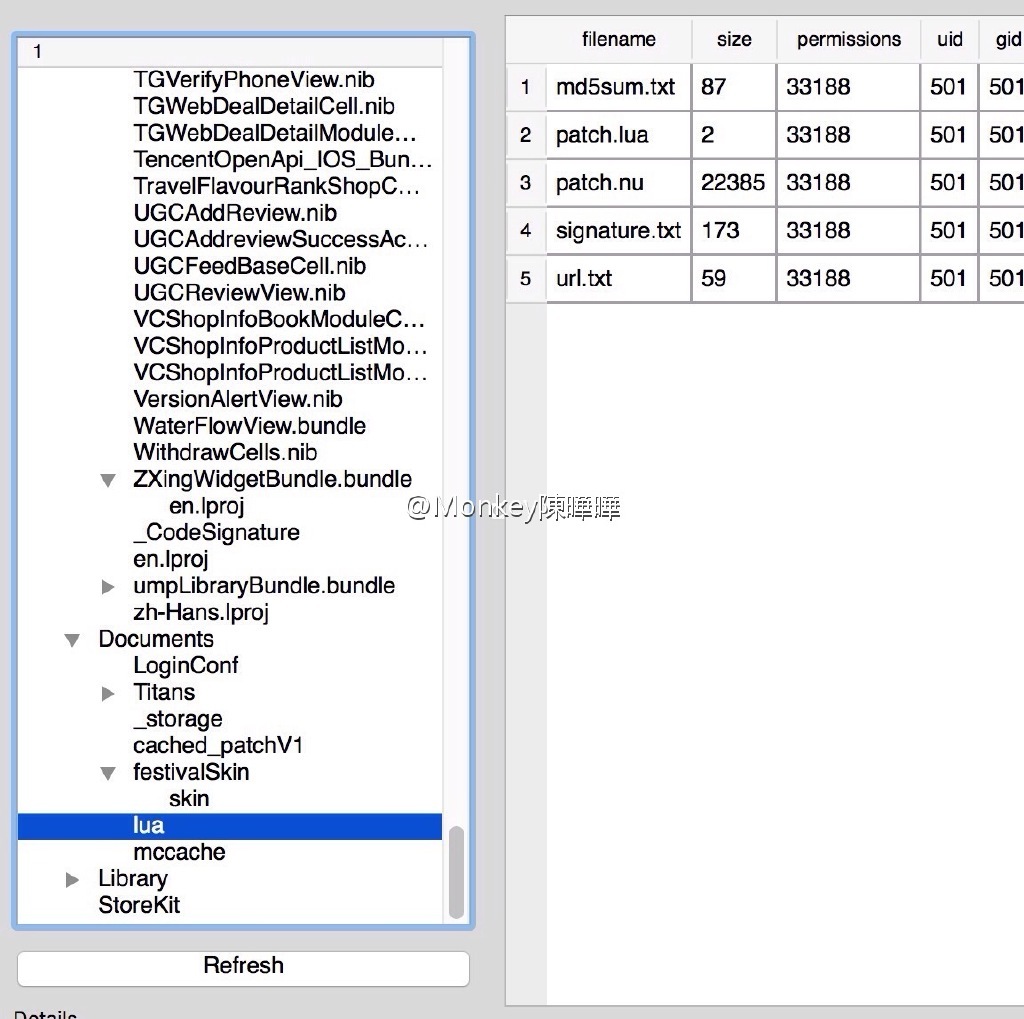 1
TGVerifyPhoneView.nib
TGWebDealDetailCell.nib
TGWebDealDetailModule...
TencentOpenApi_IOS_Bun...
TravelFlavourRankShopC...
UGCAddReview.nib
UGCAddreviewSuccessAc...
UGCFeedBaseCell.nib
UGCReviewView.nib
VCShopInfoBookModuleC...
VCShopInfoProductListMo...
VCShopInfoProductListMo...
VersionAlertView.nib
WaterFlowView.bundle
WithdrawCells.nib
ZXingWidgetBundle.bundle
en.lproj
_CodeSignature
en.lproj
umpLibraryBundle.bundle
zh-Hans.lproj
Documents
LoginConf
Titans
_storage
cached_patchV1
festivalSkin
skin
lua
mccache
Library
StoreKit
Refresh
Details
filename size permissions uid gid
1 md5sum.txt 87 33188 501 501
2 patch.lua 2 33188 501 501
3 patch.nu 22385 33188 501 501
4 signature.txt 173 33188 501 501
5 url.txt 59 33188 501 501
@Monkey陳曄曄